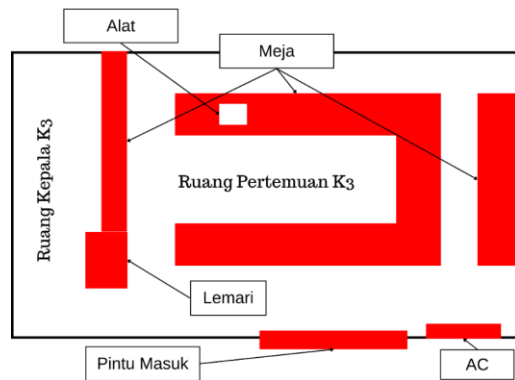 Alat
Meja
Ruang Kepala K3
Ruang Pertemuan K3
Lemari
Pintu Masuk
AC